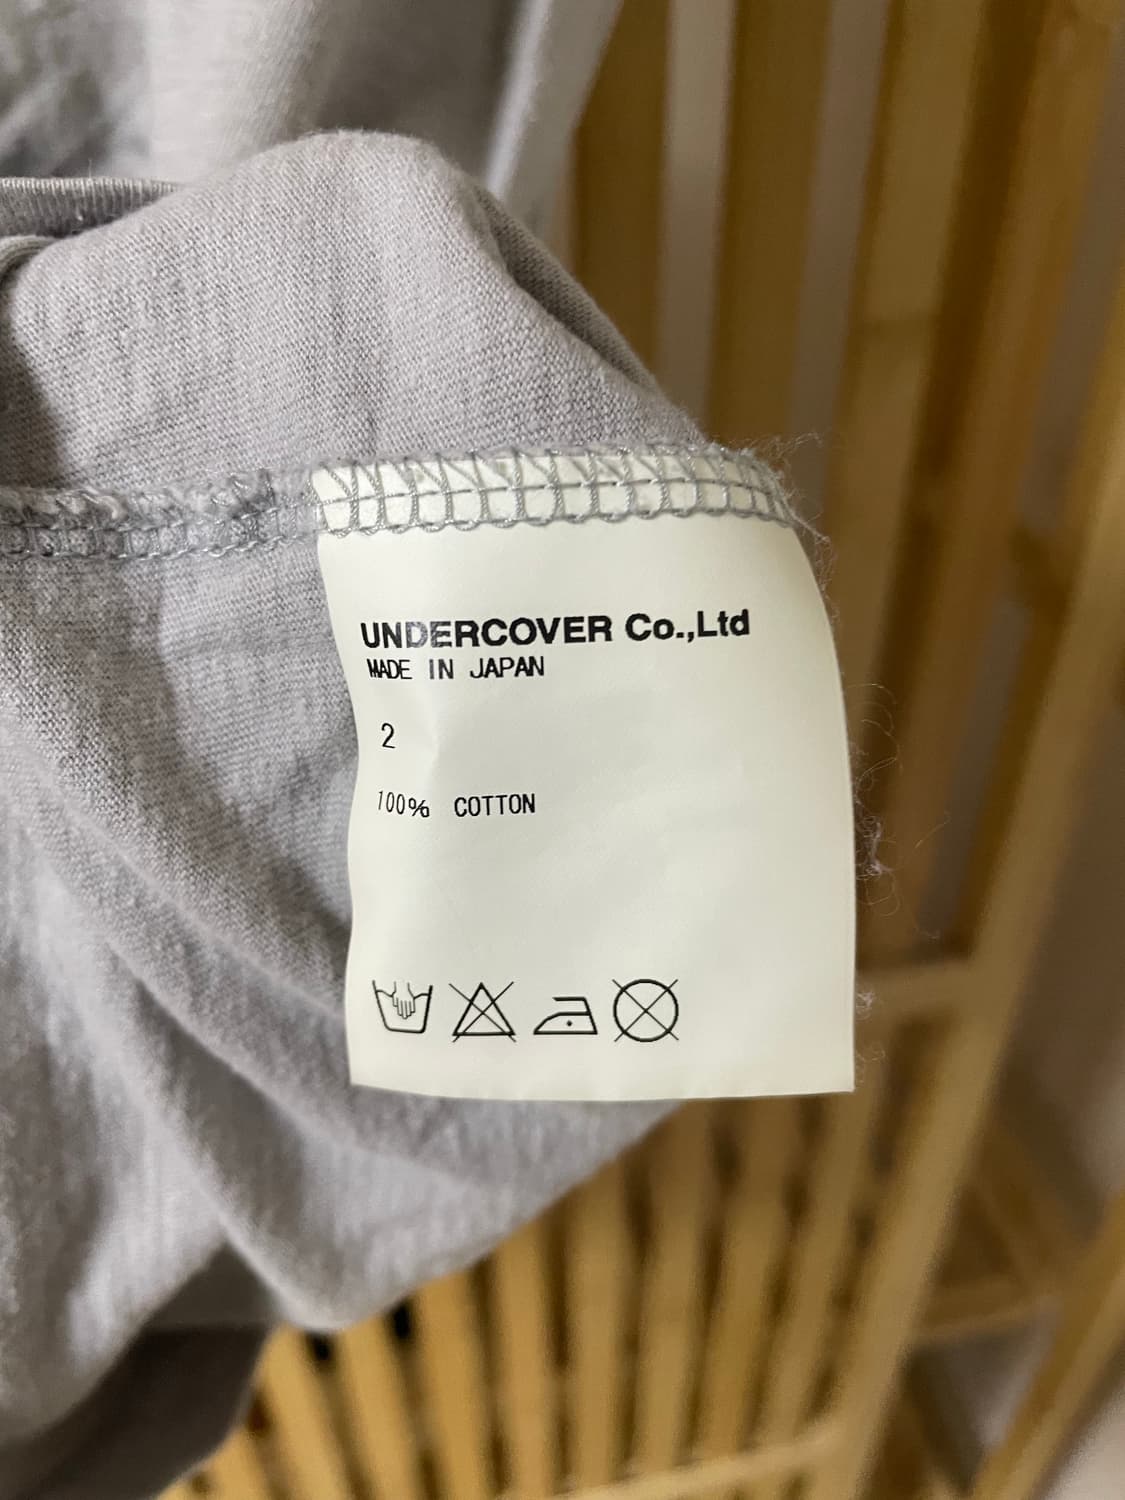 UNDERCOVER Co.,Ltd
MADE IN JAPAN
2
100% COTTON